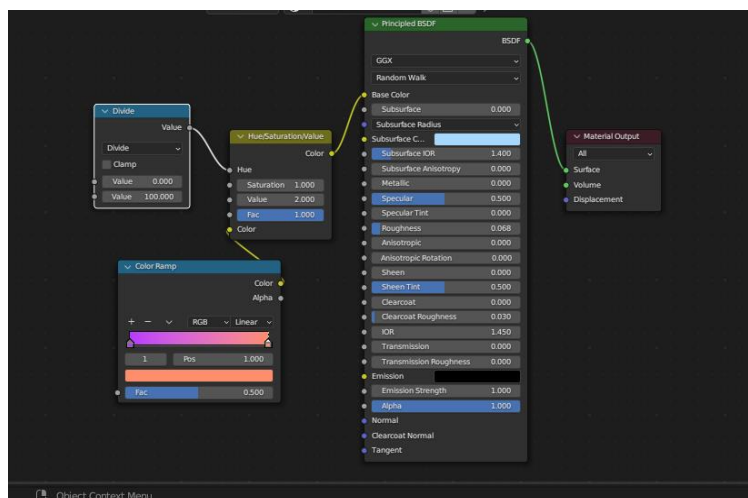 Divide
Value
Divide
Clamp
Value 0.000
Value 100.000
Hue/Saturation/Value
Color
Hue
Saturation 1.000
Value 2.000
Fac 1.000
Color
Color Ramp
Color
Alpha
+ −
RGB Linear
1 Pos 1.000
Fac 0.500
Principled BSDF
BSDF
GGX
Random Walk
Base Color
Subsurface 0.000
Subsurface Radius
Subsurface C...
Subsurface IOR 1.400
Subsurface Anisotropy 0.000
Metallic 0.000
Specular 0.500
Specular Tint 0.000
Roughness 0.068
Anisotropic 0.000
Anisotropic Rotation 0.000
Sheen 0.000
Sheen Tint 0.500
Clearcoat 0.000
Clearcoat Roughness 0.030
IOR 1.450
Transmission 0.000
Transmission Roughness 0.000
Emission
Emission Strength 1.000
Alpha 1.000
Normal
Clearcoat Normal
Tangent
Material Output
All
Surface
Volume
Displacement
Object Context Menu